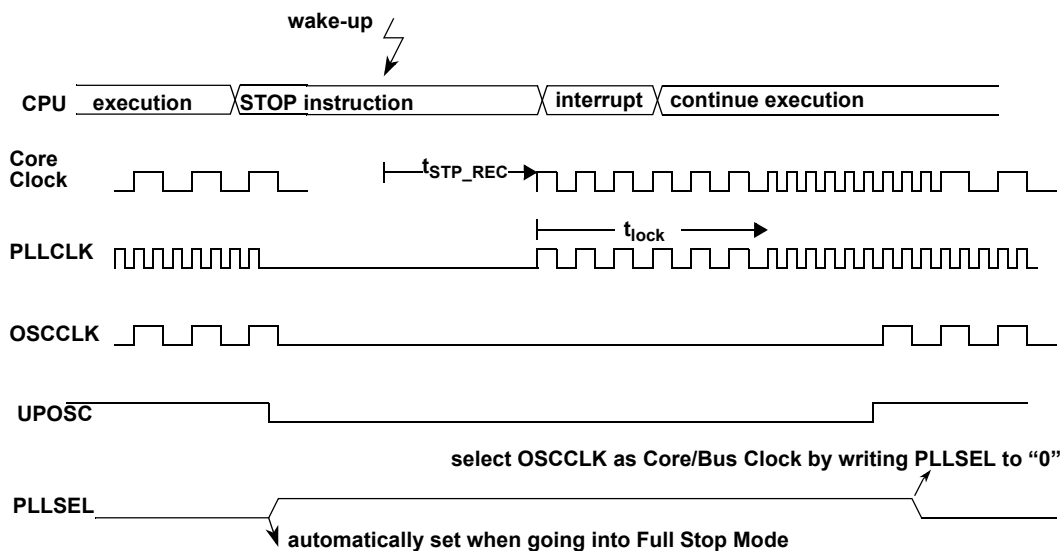 wake-up
CPU execution STOP instruction interrupt continue execution
Core
Clock
tSTP_REC
tlock
PLLCLK
OSCCLK
UPOSC
select OSCCLK as Core/Bus Clock by writing PLLSEL to “0”
PLLSEL
automatically set when going into Full Stop Mode